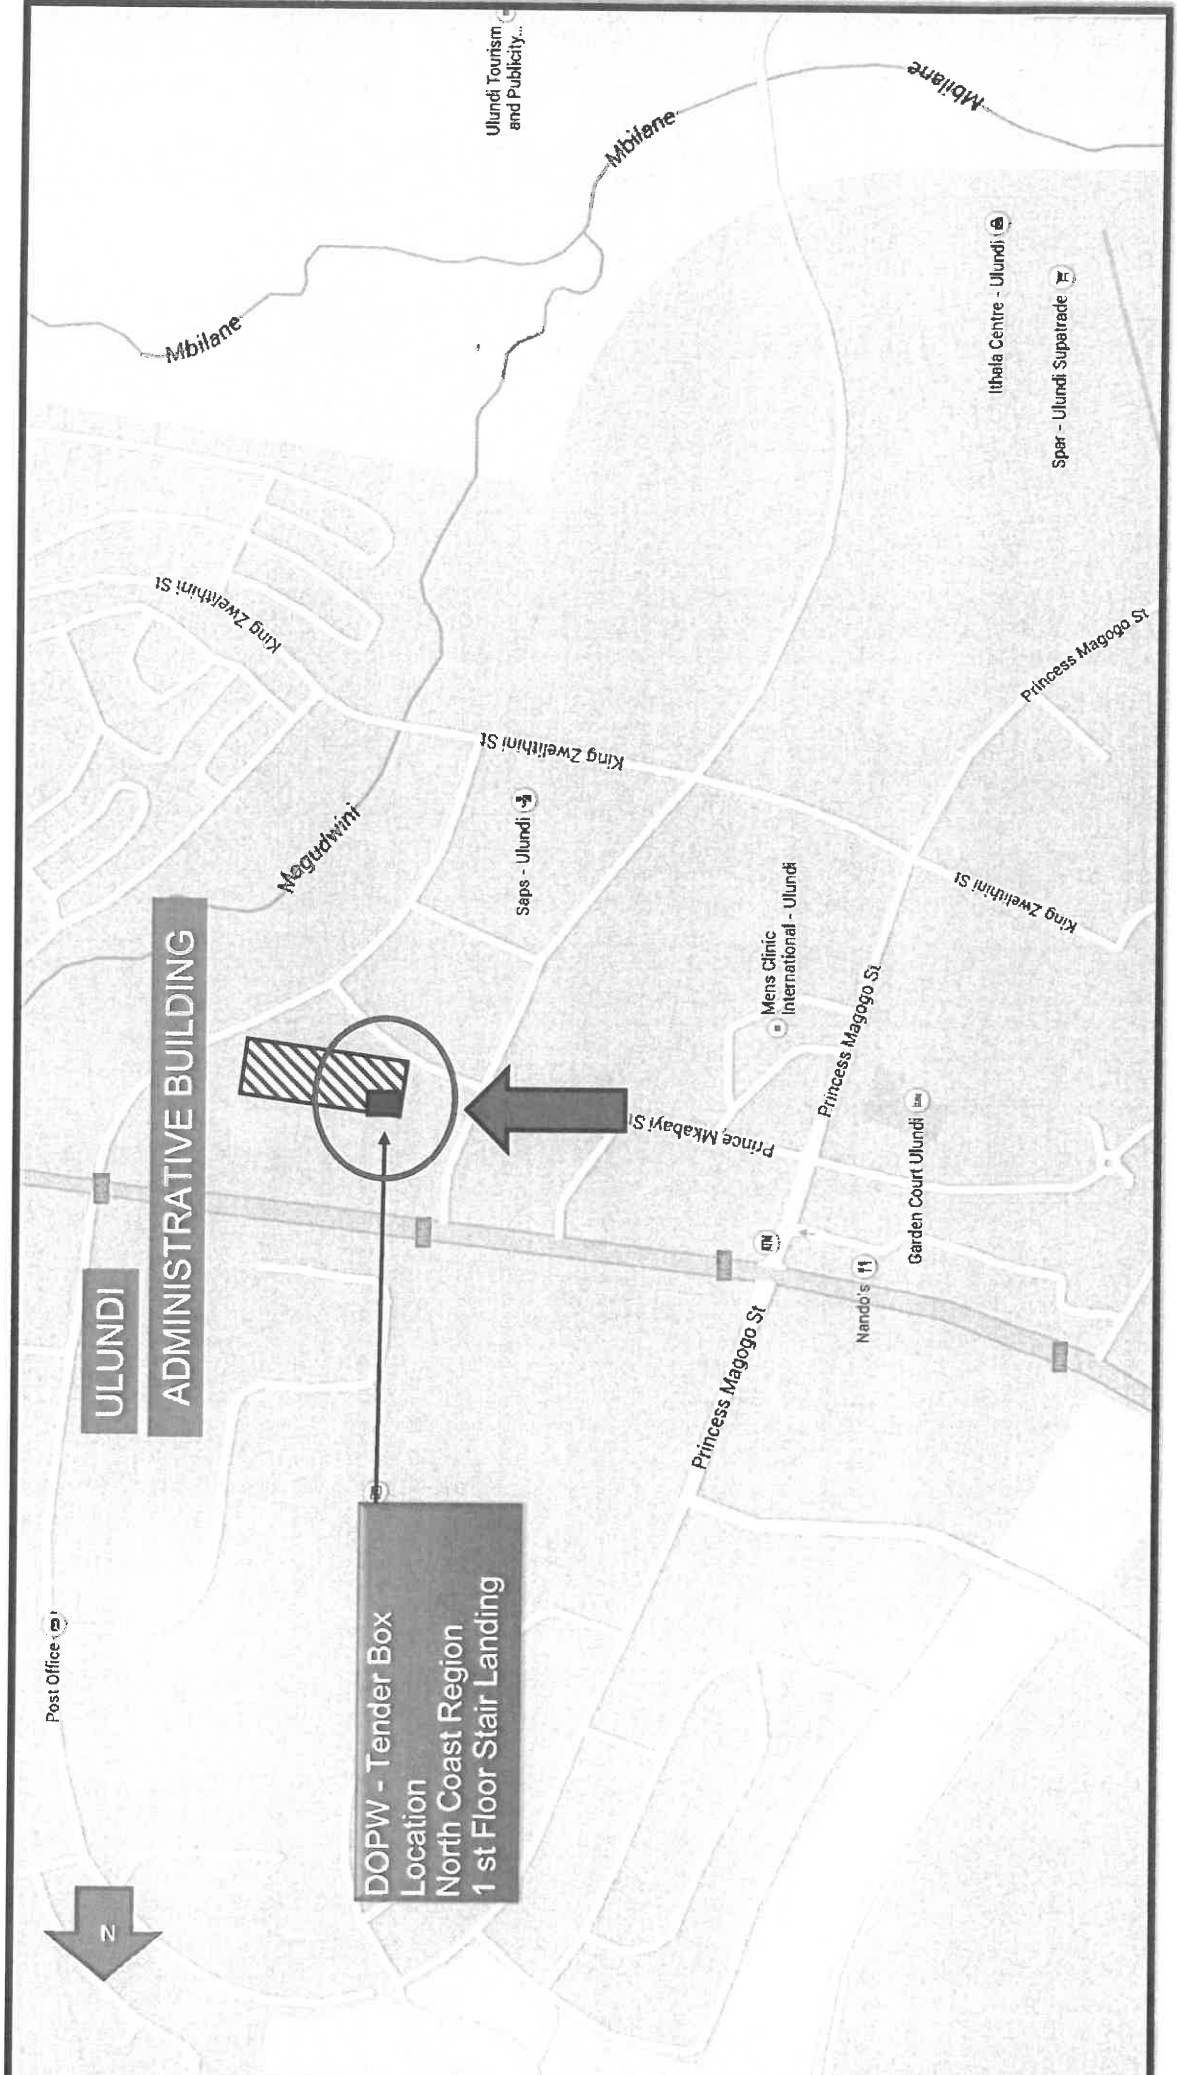 ULUNDI
ADMINISTRATIVE BUILDING
DOPW - Tender Box
Location
North Coast Region
1 st Floor Stair Landing
N
Post Office
Ulundi Tourism
and Publicity...
Mbilane
Mbilane
Mbilane
Magudwini
King Zwelithini St
King Zwelithini St
King Zwelithini St
Saps - Ulundi
Mens Clinic
International - Ulundi
Prince Mkabayi St
Princess Magogo St
Princess Magogo St
Princess Magogo St
ATM
Nando's
Garden Court Ulundi
Ithala Centre - Ulundi
Spar - Ulundi Supatrade